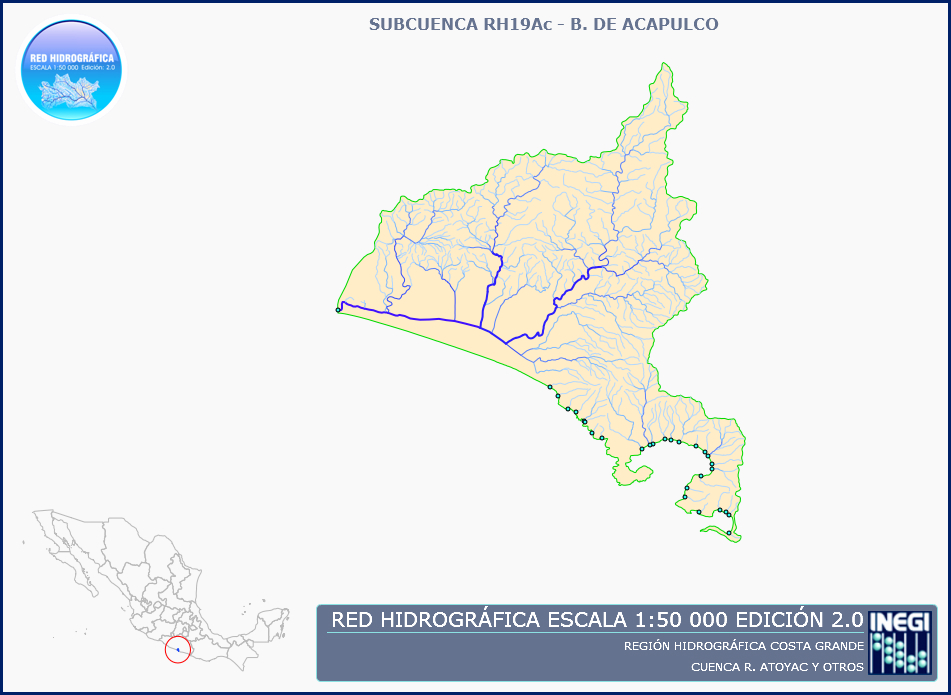 SUBCUENCA RH19Ac - B. DE ACAPULCO
RED HIDROGRÁFICA
ESCALA 1:50 000 Edición: 2.0
RED HIDROGRÁFICA ESCALA 1:50 000 EDICIÓN 2.0
REGIÓN HIDROGRÁFICA COSTA GRANDE
CUENCA R. ATOYAC Y OTROS
INEGI